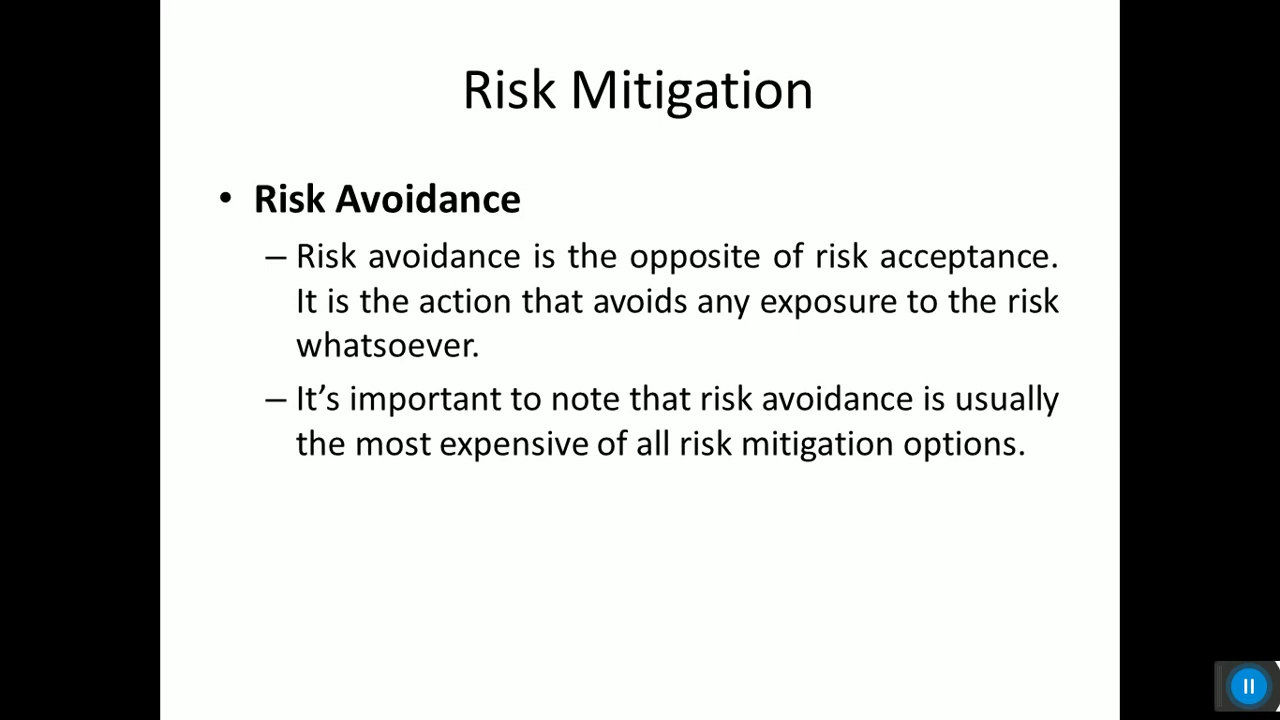 Risk Mitigation
• Risk Avoidance
– Risk avoidance is the opposite of risk acceptance.
It is the action that avoids any exposure to the risk
whatsoever.
– It’s important to note that risk avoidance is usually
the most expensive of all risk mitigation options.